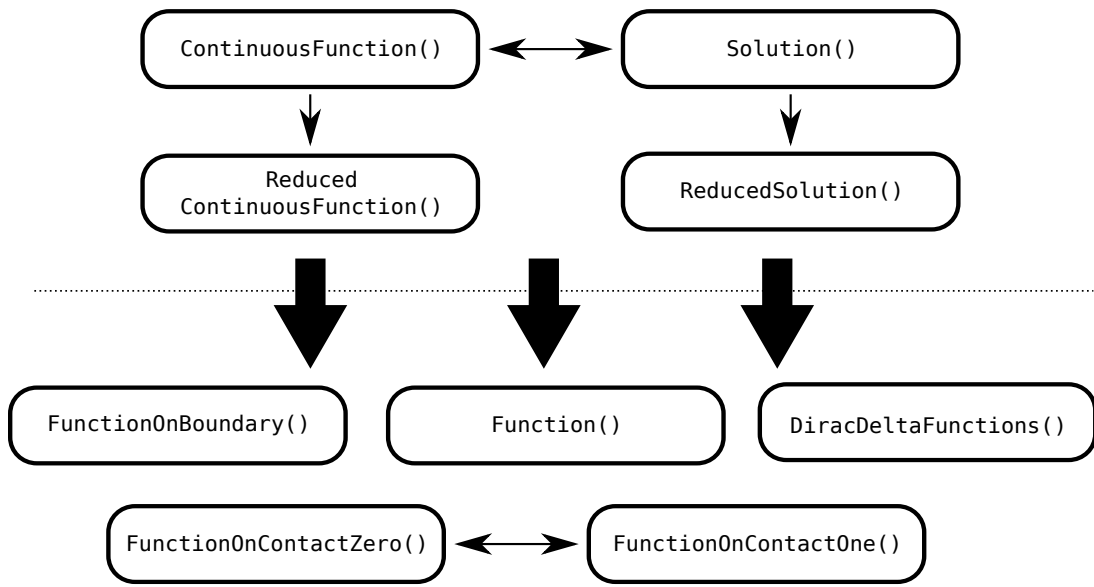 ContinuousFunction()
Solution()
Reduced
ContinuousFunction()
ReducedSolution()
FunctionOnBoundary()
Function()
DiracDeltaFunctions()
FunctionOnContactZero()
FunctionOnContactOne()